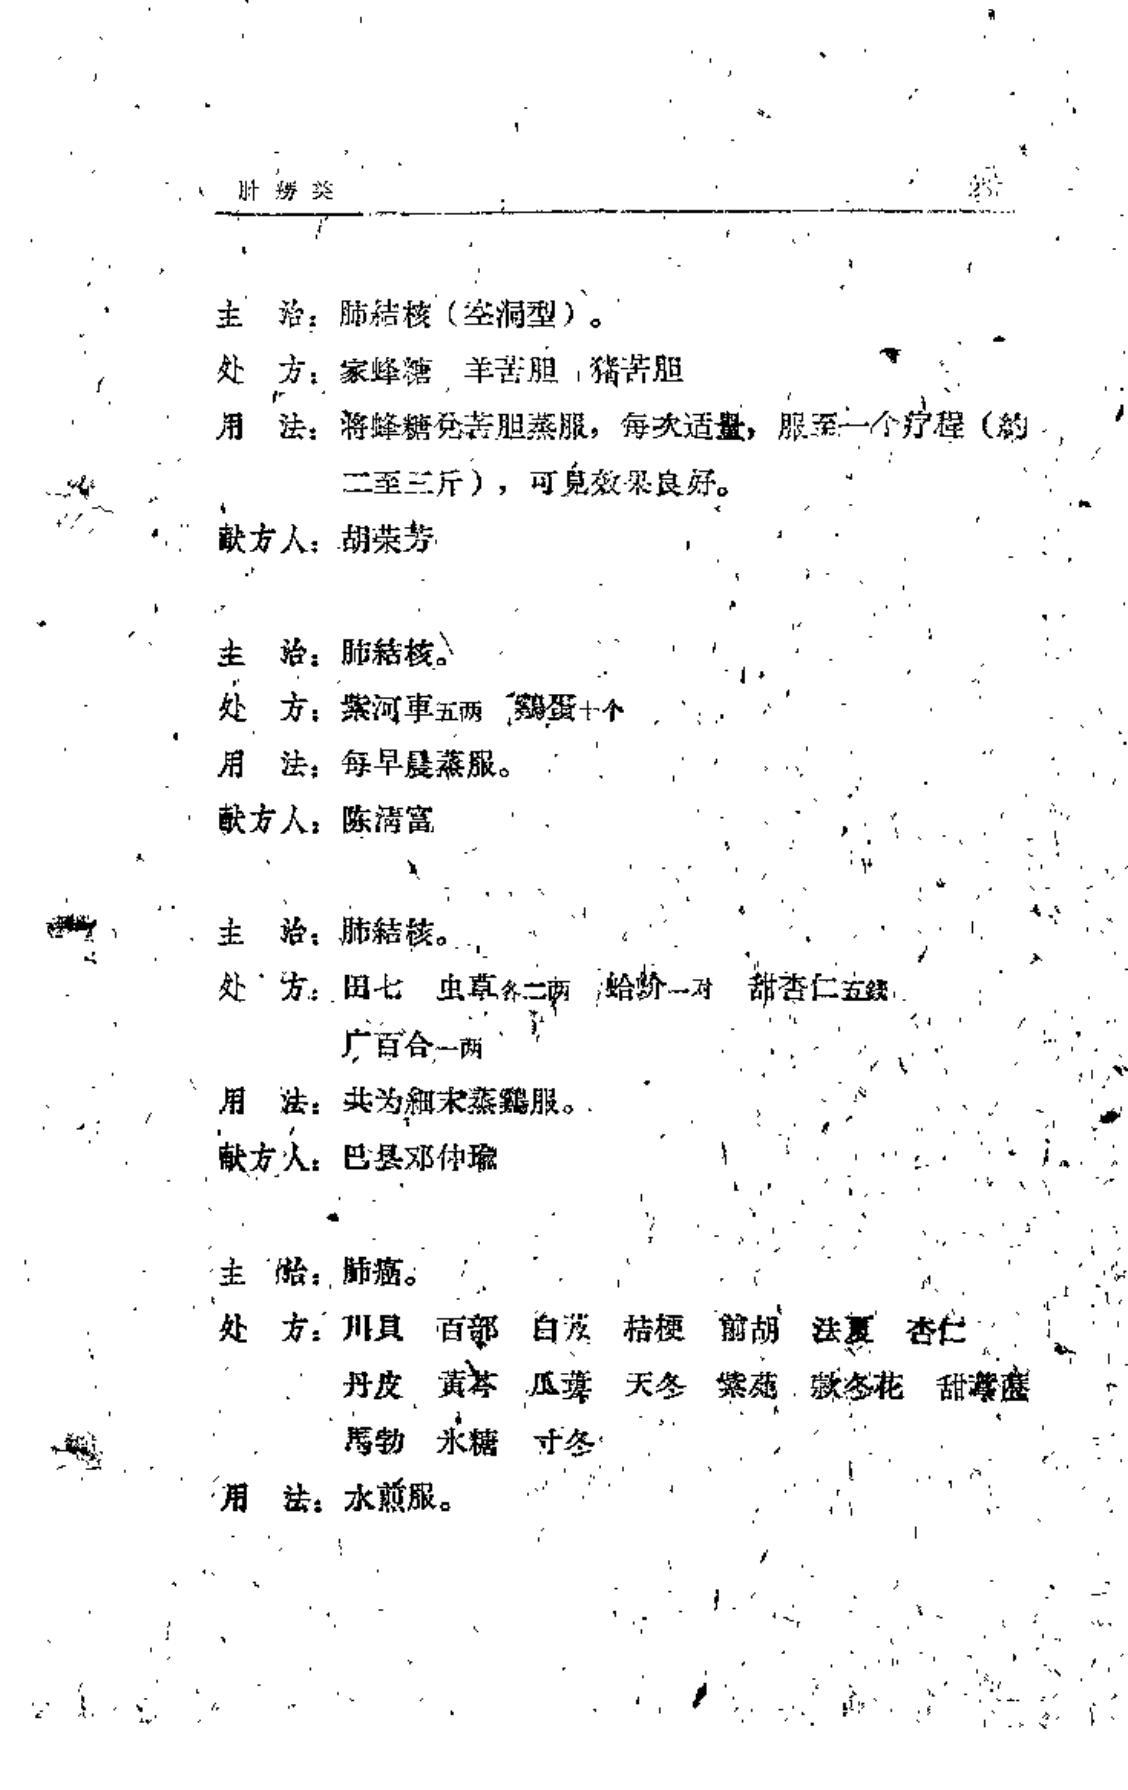 痨类
主　治：肺結核（空洞型）。
处　方：家蜂糖　羊苦胆　猪苦胆
用　法：将蜂糖兌苦胆蒸服，每次适量，服至一个疗程（約
二至三斤），可見效果良好。
献方人：胡荣芳
主　治：肺結核。
处　方：紫河車五两　鷄蛋十个
用　法：每早晨蒸服。
献方人：陈清富
主　治：肺結核。
处　方：田七　虫草各二两　蛤蚧一对　甜杏仁五錢
广百合一两
用　法：共为細末蒸鷄服。
献方人：巴县邓仲瑜
主　治：肺癌。
处　方：川貝　百部　白芨　桔梗　前胡　法夏　杏仁
丹皮　黃芩　瓜蔞　天冬　紫菀　款冬花　甜
馬勃　氷糖　寸冬
用　法：水煎服。